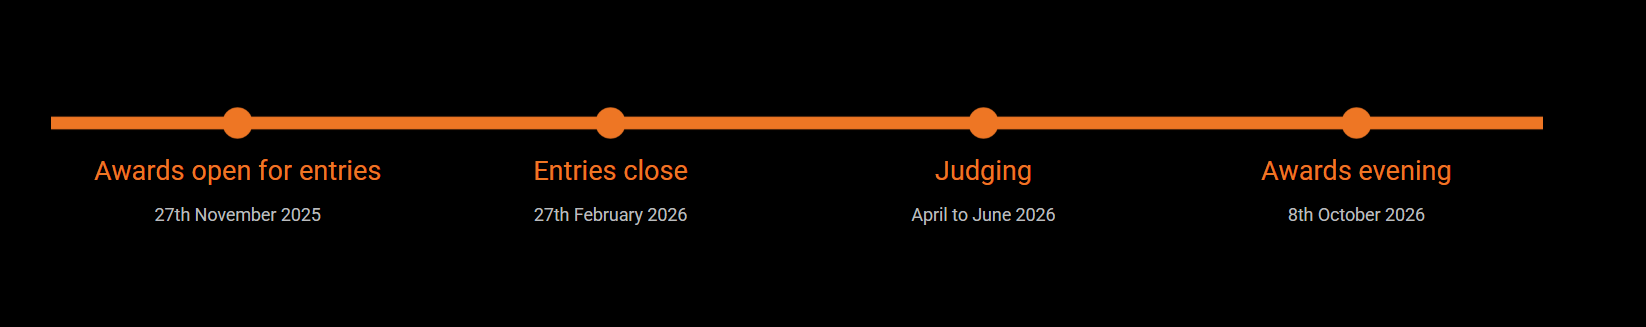 Awards open for entries
27th November 2025
Entries close
27th February 2026
Judging
April to June 2026
Awards evening
8th October 2026